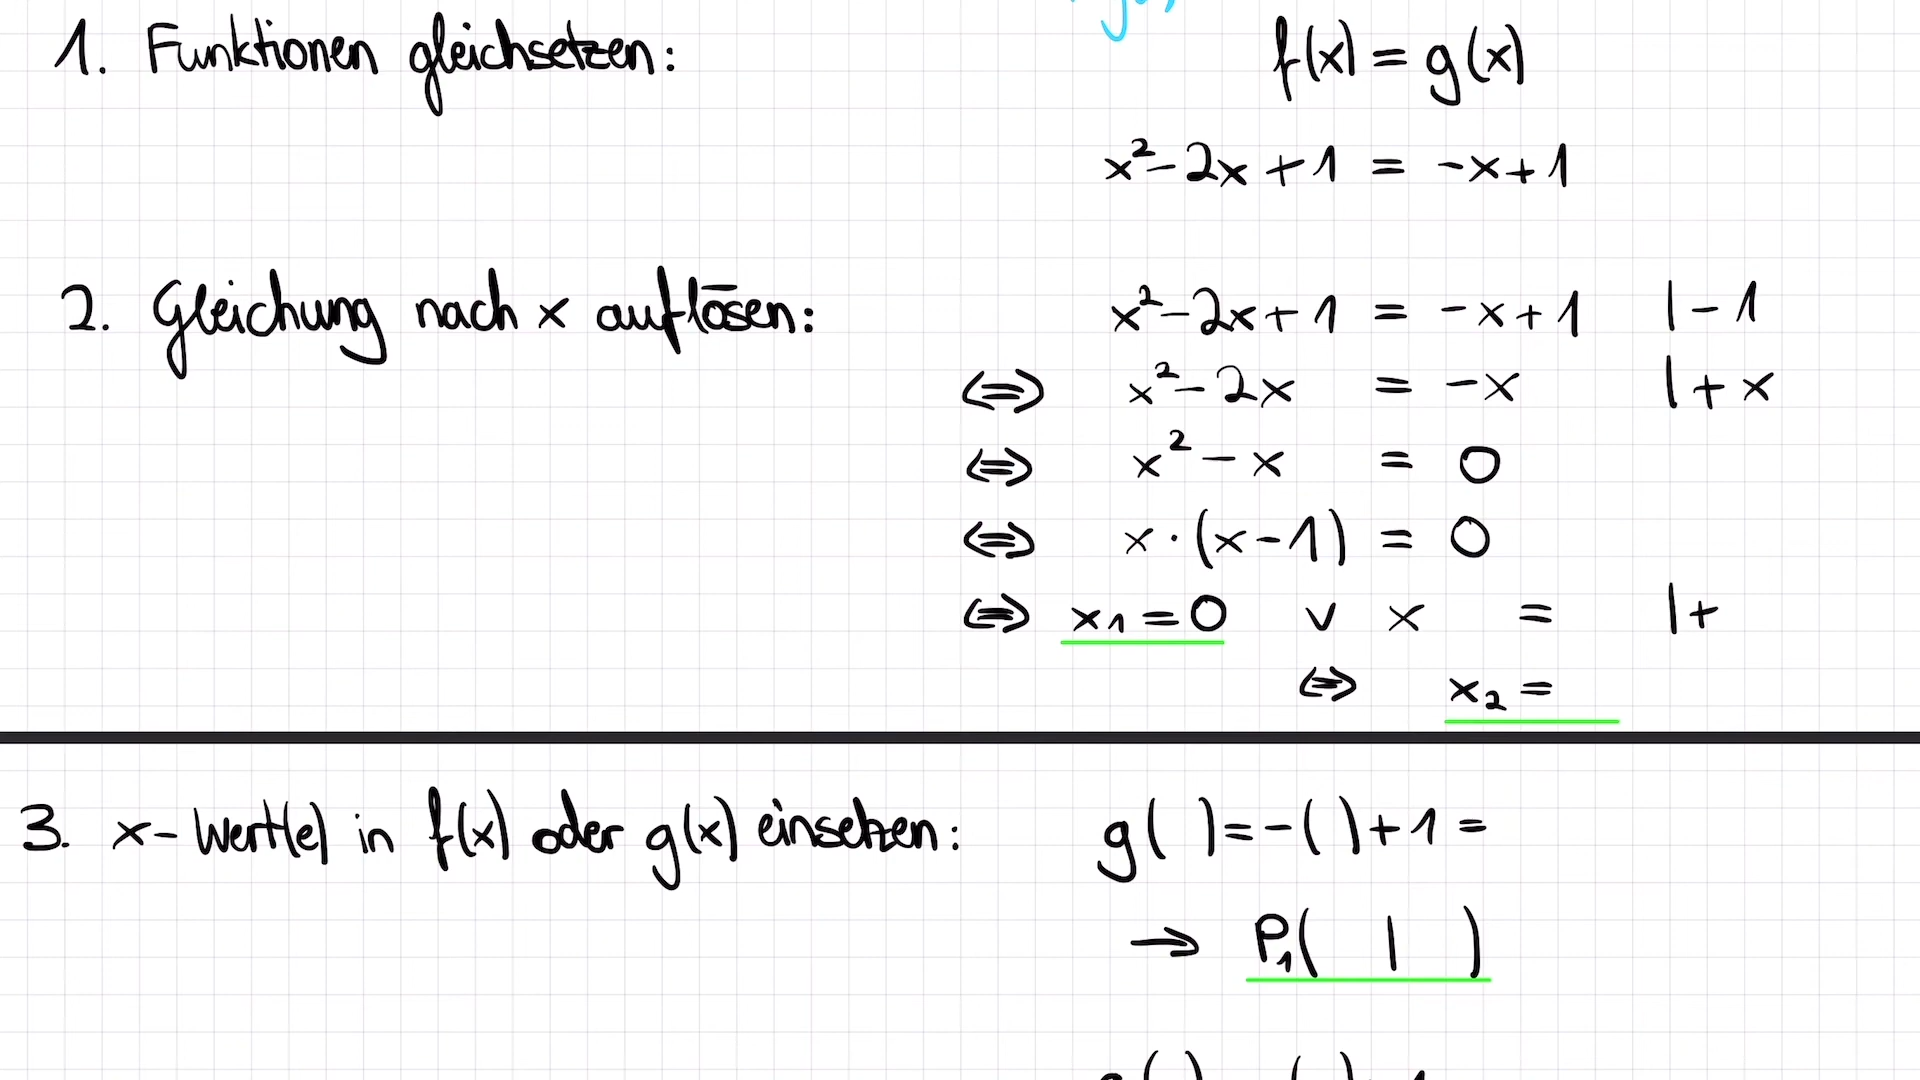 1. Funktionen gleichsetzen: f(x) = g(x)
x²-2x+1 = -x+1
2. Gleichung nach x auflösen: x²-2x+1 = -x+1 |-1
⇔ x²-2x = -x |+x
⇔ x²-x = 0
⇔ x·(x-1) = 0
⇔ x₁=0 ∨ x = |+
⇔ x₂=
3. x-Wert(e) in f(x) oder g(x) einsetzen: g( )=-( )+1=
→ P₁( | )